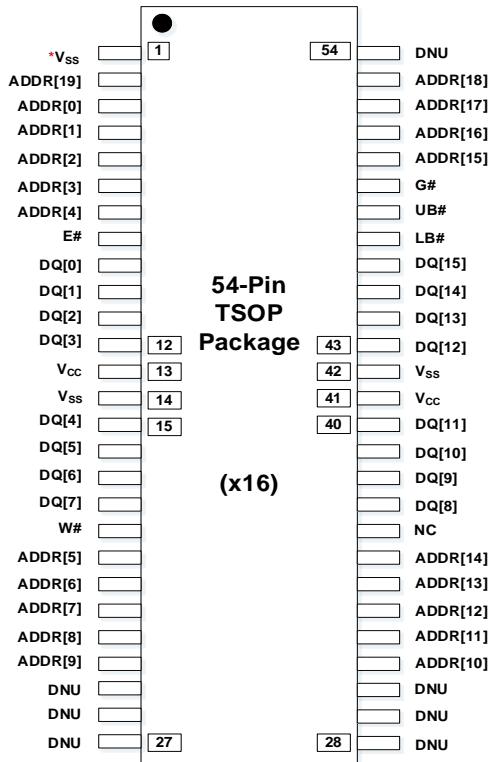 *VSS 1 54 DNU
ADDR[19] ADDR[18]
ADDR[0] ADDR[17]
ADDR[1] ADDR[16]
ADDR[2] ADDR[15]
ADDR[3] G#
ADDR[4] UB#
E# LB#
DQ[0] DQ[15]
DQ[1] 54-Pin DQ[14]
DQ[2] TSOP DQ[13]
DQ[3] 12 Package 43 DQ[12]
VCC 13 42 VSS
VSS 14 41 VCC
DQ[4] 15 40 DQ[11]
DQ[5] DQ[10]
DQ[6] (x16) DQ[9]
DQ[7] DQ[8]
W# NC
ADDR[5] ADDR[14]
ADDR[6] ADDR[13]
ADDR[7] ADDR[12]
ADDR[8] ADDR[11]
ADDR[9] ADDR[10]
DNU DNU
DNU DNU
DNU 27 28 DNU